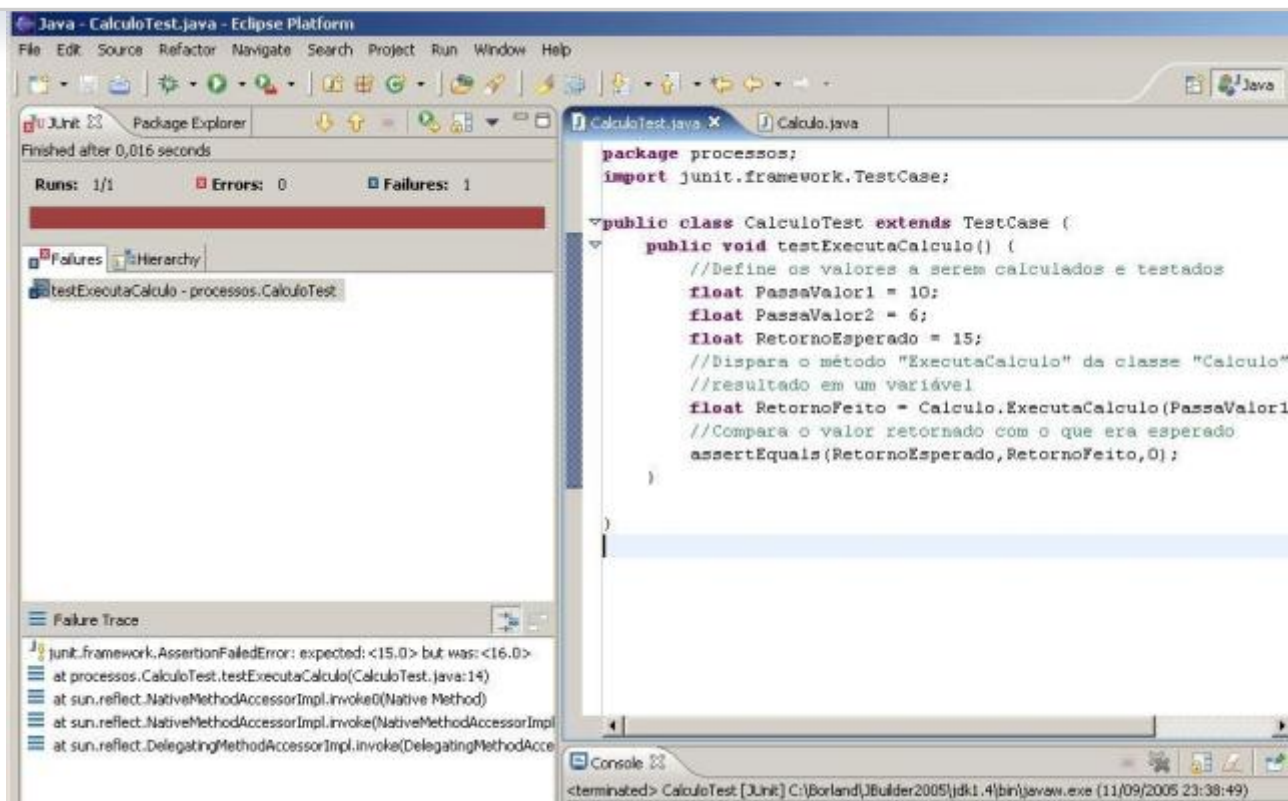 Java - CalculoTest.java - Eclipse Platform
File Edit Source Refactor Navigate Search Project Run Window Help
Java
JUnit Package Explorer
Finished after 0,016 seconds
Runs: 1/1 Errors: 0 Failures: 1
Failures Hierarchy
testExecutaCalculo - processos.CalculoTest
Failure Trace
junit.framework.AssertionFailedError: expected:<15.0> but was:<16.0>
at processos.CalculoTest.testExecutaCalculo(CalculoTest.java:14)
at sun.reflect.NativeMethodAccessorImpl.invoke0(Native Method)
at sun.reflect.NativeMethodAccessorImpl.invoke(NativeMethodAccessorImpl
at sun.reflect.DelegatingMethodAccessorImpl.invoke(DelegatingMethodAcce
CalculoTest.java Calculo.java
package processos;
import junit.framework.TestCase;
public class CalculoTest extends TestCase {
public void testExecutaCalculo() {
//Define os valores a serem calculados e testados
float PassaValor1 = 10;
float PassaValor2 = 6;
float RetornoEsperado = 15;
//Dispara o método "ExecutaCalculo" da classe "Calculo"
//resultado em um variável
float RetornoFeito = Calculo.ExecutaCalculo(PassaValor1
//Compara o valor retornado com o que era esperado
assertEquals(RetornoEsperado,RetornoFeito,0);
}
}
Console
<terminated> CalculoTest [JUnit] C:\Borland\JBuilder2005\jdk1.4\bin\javaw.exe (11/09/2005 23:38:49)